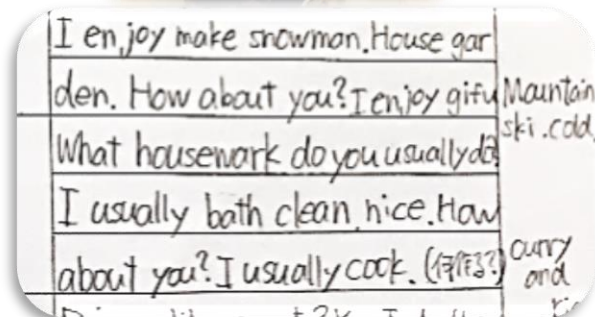 I enjoy make snowman. House gar
den. How about you? I enjoy gifu Mountain
ski. cold.
What housework do you usually do?
I usually bath clean. nice. How
about you? I usually cook. (何作る?) curry
and